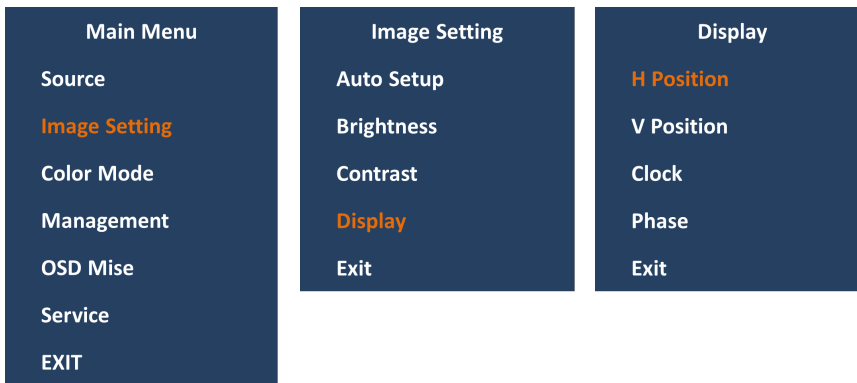 Main Menu
Source
Image Setting
Color Mode
Management
OSD Mise
Service
EXIT
Image Setting
Auto Setup
Brightness
Contrast
Display
Exit
Display
H Position
V Position
Clock
Phase
Exit